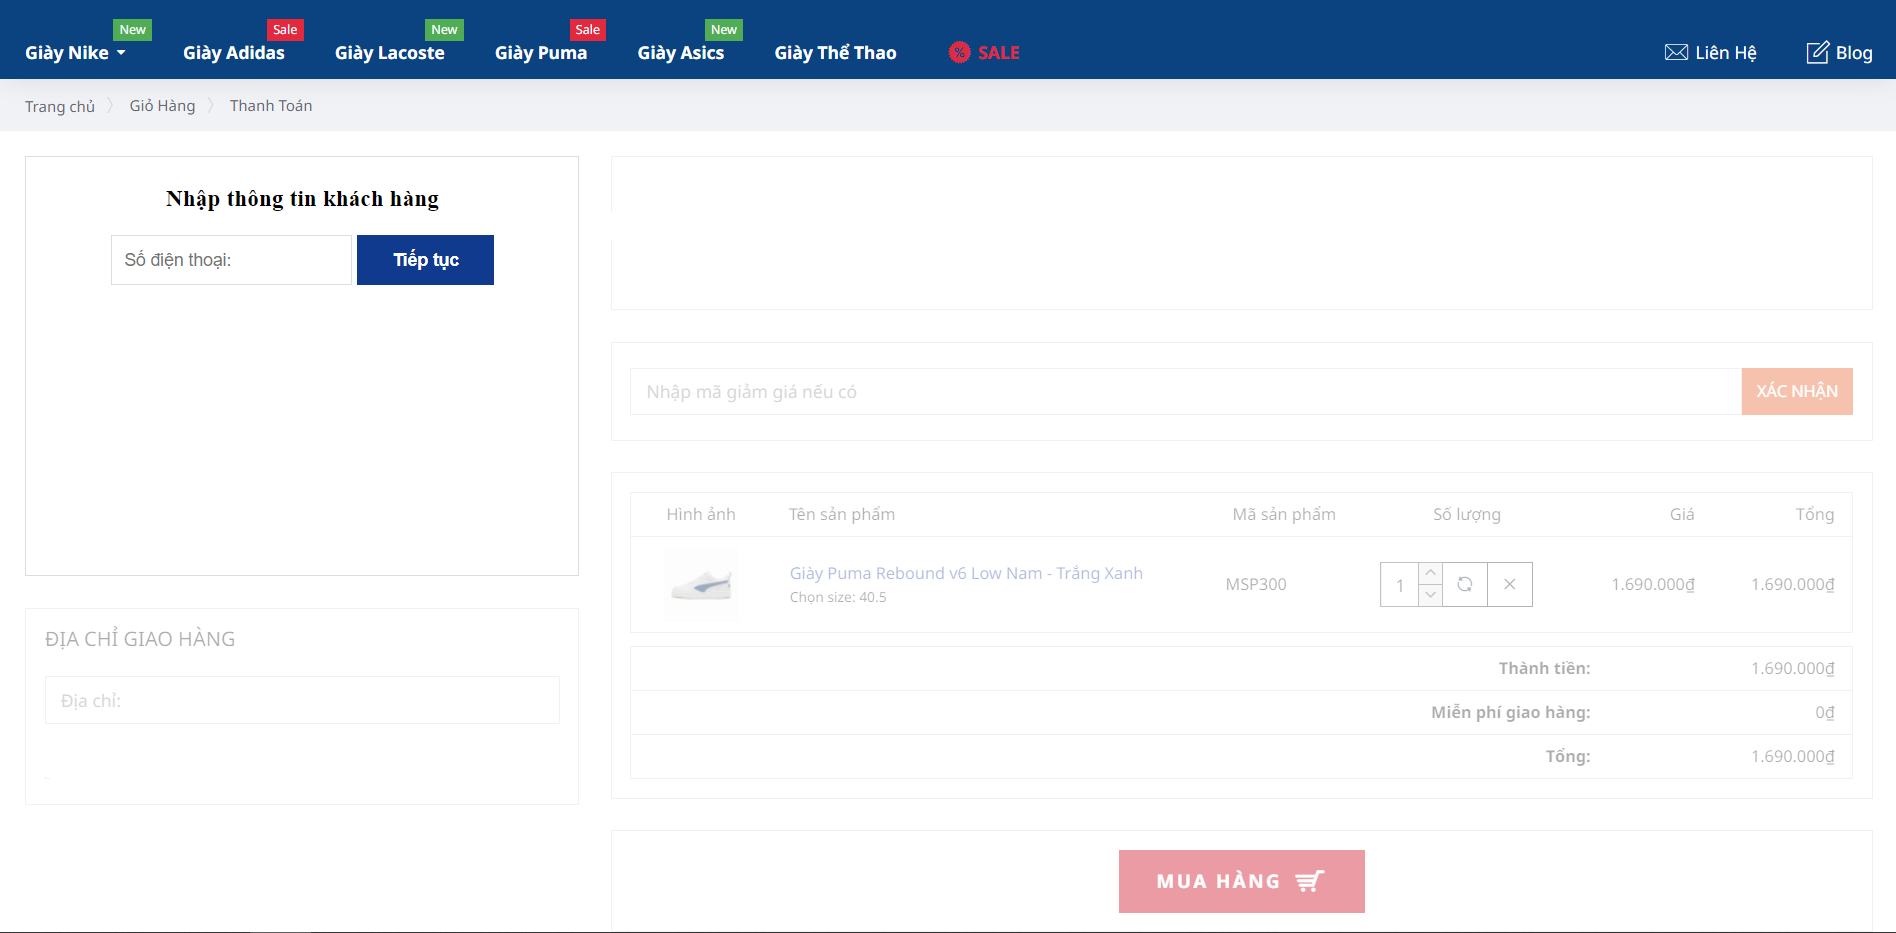 New Sale New Sale New
Giày Nike Giày Adidas Giày Lacoste Giày Puma Giày Asics Giày Thể Thao % SALE Liên Hệ Blog
Trang chủ Giỏ Hàng Thanh Toán
Nhập thông tin khách hàng
Số điện thoại: Tiếp tục
ĐỊA CHỈ GIAO HÀNG
Địa chỉ:
Nhập mã giảm giá nếu có XÁC NHẬN
Hình ảnh Tên sản phẩm Mã sản phẩm Số lượng Giá Tổng
Giày Puma Rebound v6 Low Nam - Trắng Xanh
Chọn size: 40.5
MSP300 1 1.690.000₫ 1.690.000₫
Thành tiền: 1.690.000₫
Miễn phí giao hàng: 0₫
Tổng: 1.690.000₫
MUA HÀNG